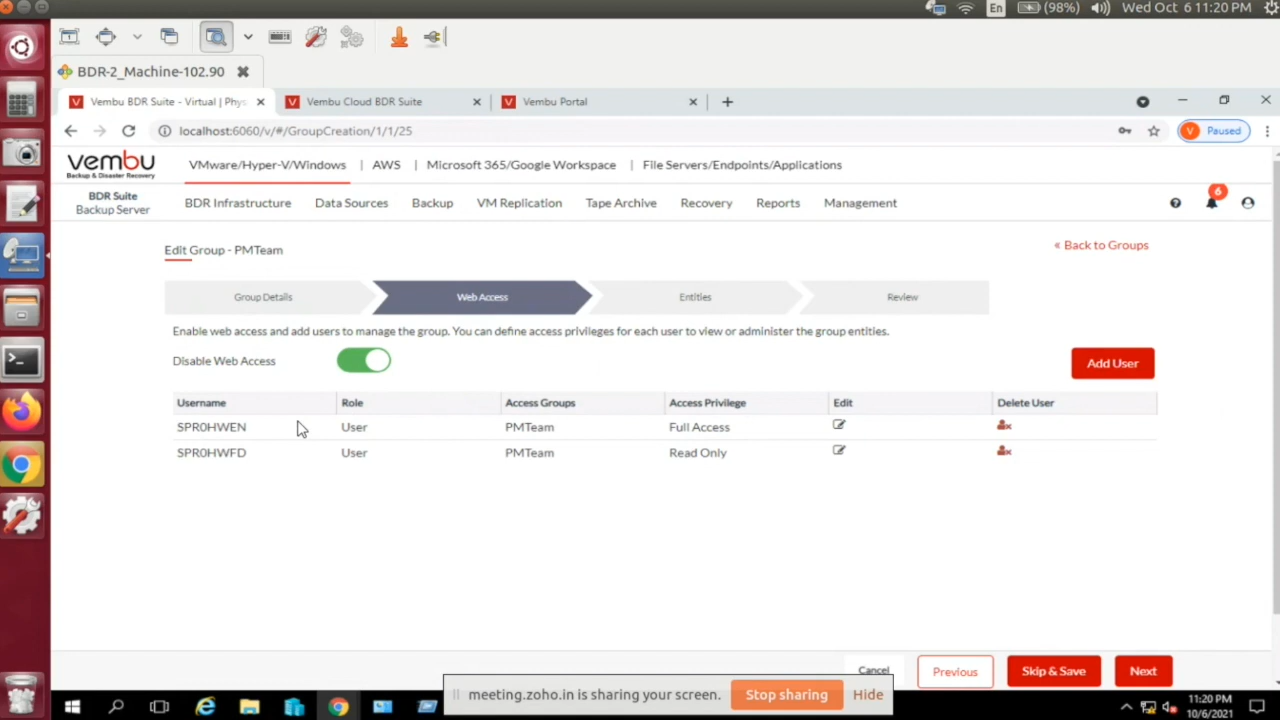 En (98%) Wed Oct 6 11:20 PM
BDR-2_Machine-102.90
Vembu BDR Suite - Virtual | Phys
Vembu Cloud BDR Suite
Vembu Portal
localhost:6060/v/#/GroupCreation/1/1/25
V Paused
vembu
Backup & Disaster Recovery
VMware/Hyper-V/Windows | AWS | Microsoft 365/Google Workspace | File Servers/Endpoints/Applications
BDR Suite
Backup Server
BDR Infrastructure Data Sources Backup VM Replication Tape Archive Recovery Reports Management
6
Edit Group - PMTeam
« Back to Groups
Group Details Web Access Entities Review
Enable web access and add users to manage the group. You can define access privileges for each user to view or administer the group entities.
Disable Web Access
Add User
Username Role Access Groups Access Privilege Edit Delete User
SPR0HWEN User PMTeam Full Access
SPR0HWFD User PMTeam Read Only
Cancel Previous Skip & Save Next
meeting.zoho.in is sharing your screen. Stop sharing Hide
11:20 PM
10/6/2021